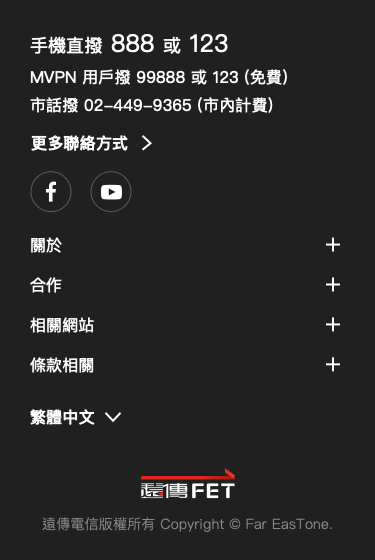 手機直撥 888 或 123
MVPN 用戶撥 99888 或 123 (免費)
市話撥 02-449-9365 (市內計費)
更多聯絡方式
關於
合作
相關網站
條款相關
繁體中文
遠傳 FET
遠傳電信版權所有 Copyright © Far EasTone.